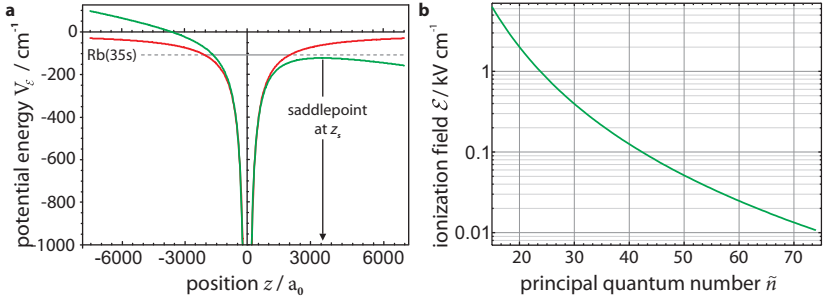 a
0
-200
-400
-600
-800
-1000
potential energy V_ℰ / cm⁻¹
Rb(35s)
saddlepoint
at z_s
-6000 -3000 0 3000 6000
position z / a₀
b
1
0.1
0.01
ionization field ℰ / kV cm⁻¹
20 30 40 50 60 70
principal quantum number ñ